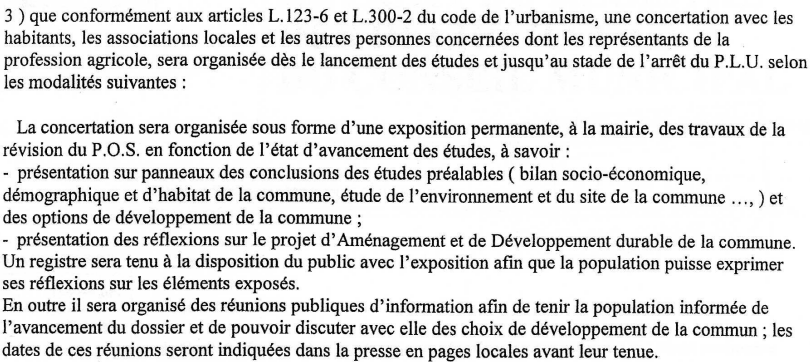 3 ) que conformément aux articles L.123-6 et L.300-2 du code de l'urbanisme, une concertation avec les
habitants, les associations locales et les autres personnes concernées dont les représentants de la
profession agricole, sera organisée dès le lancement des études et jusqu'au stade de l'arrêt du P.L.U. selon
les modalités suivantes :
La concertation sera organisée sous forme d'une exposition permanente, à la mairie, des travaux de la
révision du P.O.S. en fonction de l'état d'avancement des études, à savoir :
- présentation sur panneaux des conclusions des études préalables ( bilan socio-économique,
démographique et d'habitat de la commune, étude de l'environnement et du site de la commune ..., ) et
des options de développement de la commune ;
- présentation des réflexions sur le projet d'Aménagement et de Développement durable de la commune.
Un registre sera tenu à la disposition du public avec l'exposition afin que la population puisse exprimer
ses réflexions sur les éléments exposés.
En outre il sera organisé des réunions publiques d'information afin de tenir la population informée de
l'avancement du dossier et de pouvoir discuter avec elle des choix de développement de la commun ; les
dates de ces réunions seront indiquées dans la presse en pages locales avant leur tenue.